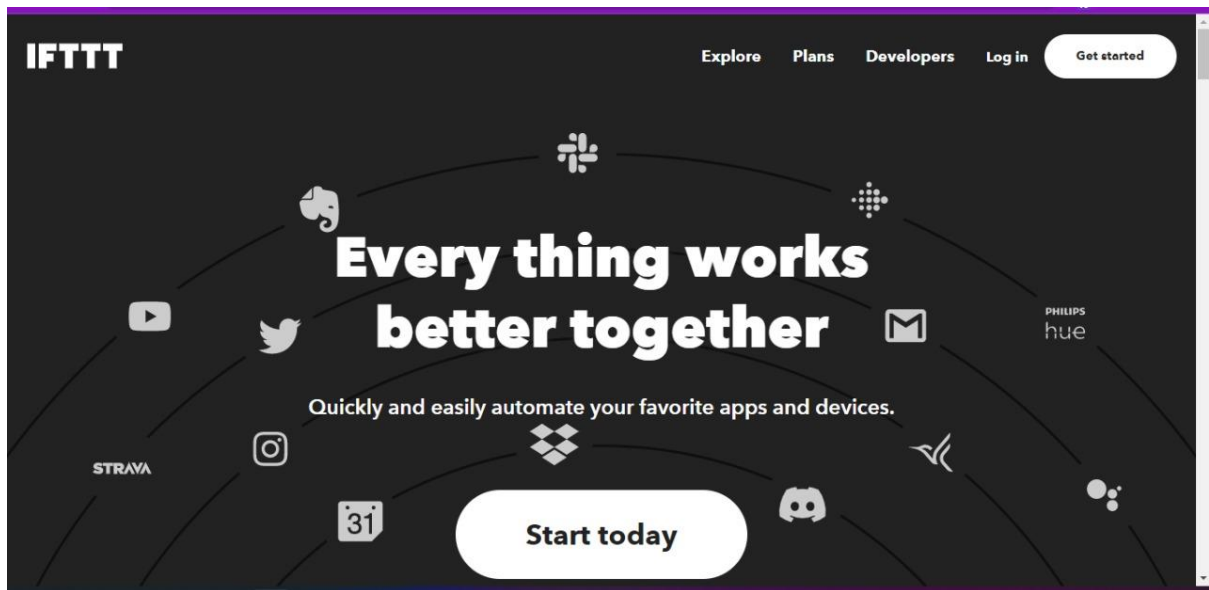 IFTTT
Explore Plans Developers Log in Get started
Every thing works
better together
PHILIPS
hue
Quickly and easily automate your favorite apps and devices.
STRAVA
31
Start today